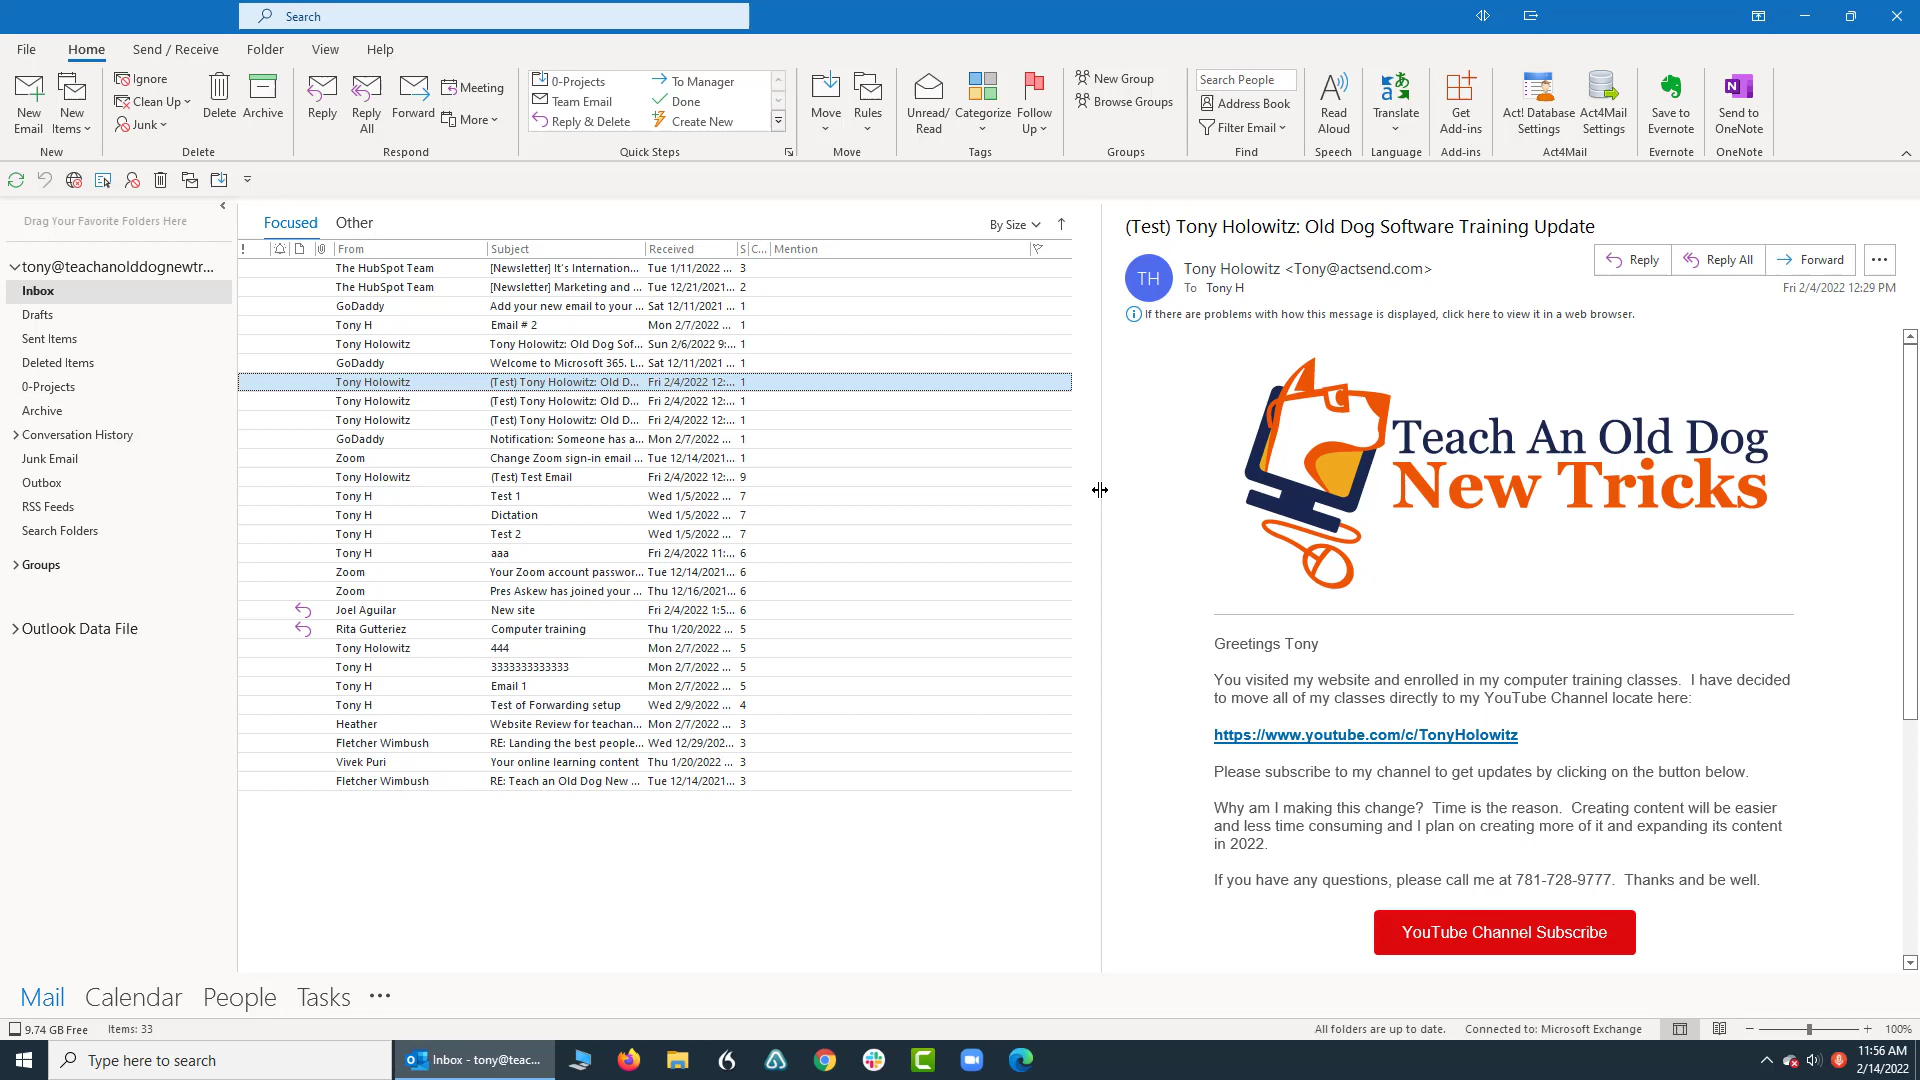 Search
File Home Send / Receive Folder View Help
New Email
New Items
New
Ignore
Clean Up
Junk
Delete
Archive
Delete
Reply
Reply All
Forward
Meeting
More
Respond
0-Projects
Team Email
Reply & Delete
To Manager
Done
Create New
Quick Steps
Move
Rules
Move
Unread/ Read
Categorize
Follow Up
Tags
New Group
Browse Groups
Groups
Search People
Address Book
Filter Email
Find
Read Aloud
Speech
Translate
Language
Get Add-ins
Add-ins
Act! Database Settings
Act4Mail Settings
Act4Mail
Save to Evernote
Evernote
Send to OneNote
OneNote
Drag Your Favorite Folders Here
tony@teachanolddognewtr...
Inbox
Drafts
Sent Items
Deleted Items
0-Projects
Archive
Conversation History
Junk Email
Outbox
RSS Feeds
Search Folders
Groups
Outlook Data File
Focused Other
By Size
! From Subject Received S C... Mention
The HubSpot Team [Newsletter] It's Internation... Tue 1/11/2022 ... 3
The HubSpot Team [Newsletter] Marketing and ... Tue 12/21/2021... 2
GoDaddy Add your new email to your ... Sat 12/11/2021 ... 1
Tony H Email # 2 Mon 2/7/2022 ... 1
Tony Holowitz Tony Holowitz: Old Dog Sof... Sun 2/6/2022 9:... 1
GoDaddy Welcome to Microsoft 365. L... Sat 12/11/2021 ... 1
Tony Holowitz (Test) Tony Holowitz: Old D... Fri 2/4/2022 12:... 1
Tony Holowitz (Test) Tony Holowitz: Old D... Fri 2/4/2022 12:... 1
Tony Holowitz (Test) Tony Holowitz: Old D... Fri 2/4/2022 12:... 1
GoDaddy Notification: Someone has a... Mon 2/7/2022 ... 1
Zoom Change Zoom sign-in email ... Tue 12/14/2021... 1
Tony Holowitz (Test) Test Email Fri 2/4/2022 12:... 9
Tony H Test 1 Wed 1/5/2022 ... 7
Tony H Dictation Wed 1/5/2022 ... 7
Tony H Test 2 Wed 1/5/2022 ... 7
Tony H aaa Fri 2/4/2022 11:... 6
Zoom Your Zoom account passwor... Tue 12/14/2021... 6
Zoom Pres Askew has joined your ... Thu 12/16/2021... 6
Joel Aguilar New site Fri 2/4/2022 1:5... 6
Rita Gutteriez Computer training Thu 1/20/2022 ... 5
Tony Holowitz 444 Mon 2/7/2022 ... 5
Tony H 3333333333333 Mon 2/7/2022 ... 5
Tony H Email 1 Mon 2/7/2022 ... 5
Tony H Test of Forwarding setup Wed 2/9/2022 ... 4
Heather Website Review for teachan... Mon 2/7/2022 ... 3
Fletcher Wimbush RE: Landing the best people... Wed 12/29/202... 3
Vivek Puri Your online learning content Thu 1/20/2022 ... 3
Fletcher Wimbush RE: Teach an Old Dog New ... Tue 12/14/2021... 3
(Test) Tony Holowitz: Old Dog Software Training Update
TH
Tony Holowitz <Tony@actsend.com>
To Tony H
Reply Reply All Forward ...
Fri 2/4/2022 12:29 PM
If there are problems with how this message is displayed, click here to view it in a web browser.
Teach An Old Dog
New Tricks
Greetings Tony
You visited my website and enrolled in my computer training classes. I have decided
to move all of my classes directly to my YouTube Channel locate here:
https://www.youtube.com/c/TonyHolowitz
Please subscribe to my channel to get updates by clicking on the button below.
Why am I making this change? Time is the reason. Creating content will be easier
and less time consuming and I plan on creating more of it and expanding its content
in 2022.
If you have any questions, please call me at 781-728-9777. Thanks and be well.
YouTube Channel Subscribe
Mail Calendar People Tasks ...
9.74 GB Free Items: 33
All folders are up to date. Connected to: Microsoft Exchange 100%
Type here to search
Inbox - tony@teac...
11:56 AM
2/14/2022